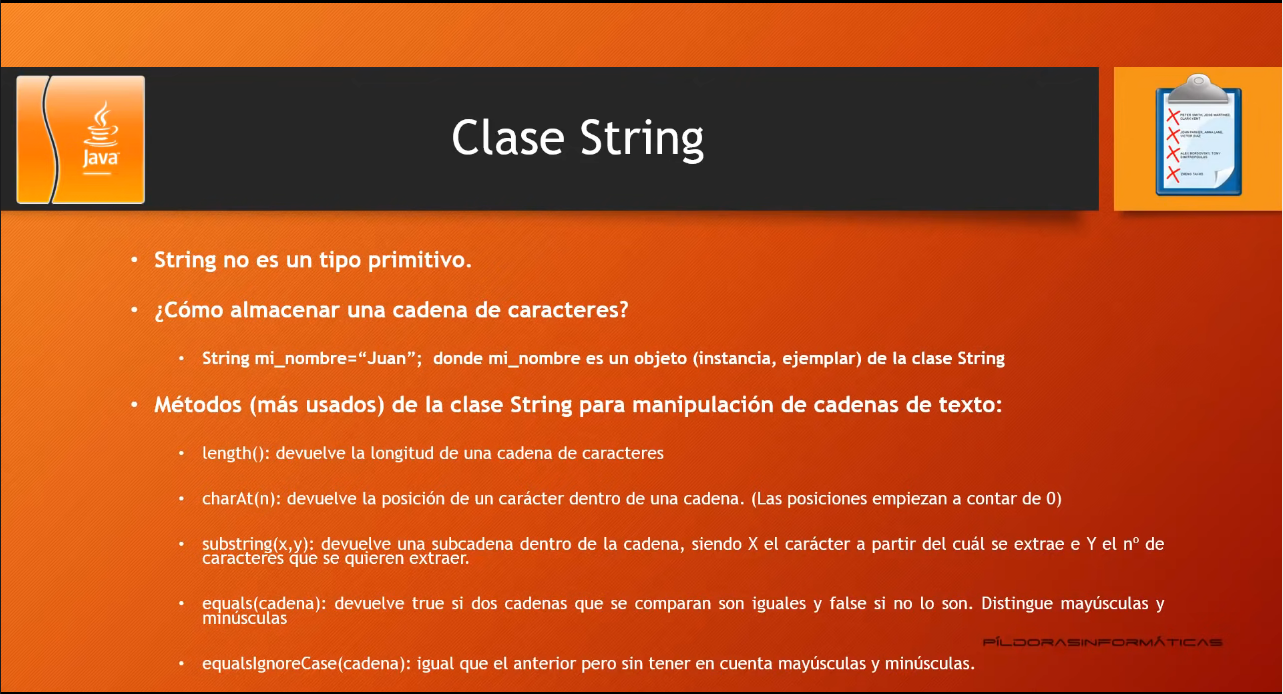 Java
Clase String
• String no es un tipo primitivo.
• ¿Cómo almacenar una cadena de caracteres?
• String mi_nombre=“Juan”; donde mi_nombre es un objeto (instancia, ejemplar) de la clase String
• Métodos (más usados) de la clase String para manipulación de cadenas de texto:
• length(): devuelve la longitud de una cadena de caracteres
• charAt(n): devuelve la posición de un carácter dentro de una cadena. (Las posiciones empiezan a contar de 0)
• substring(x,y): devuelve una subcadena dentro de la cadena, siendo X el carácter a partir del cuál se extrae e Y el nº de
caracteres que se quieren extraer.
• equals(cadena): devuelve true si dos cadenas que se comparan son iguales y false si no lo son. Distingue mayúsculas y
minúsculas
PÍLDORASINFORMÁTICAS
• equalsIgnoreCase(cadena): igual que el anterior pero sin tener en cuenta mayúsculas y minúsculas.